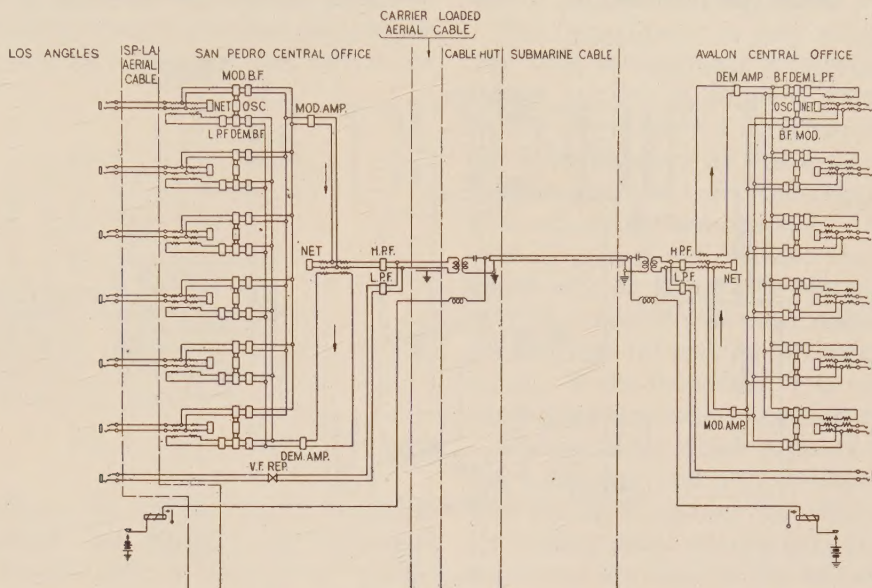 CARRIER LOADED
AERIAL CABLE
LOS ANGELES
SP-LA.
AERIAL
CABLE
SAN PEDRO CENTRAL OFFICE
CABLE HUT
SUBMARINE CABLE
AVALON CENTRAL OFFICE
MOD. B.F.
NET
OSC
MOD. AMP.
L.P.F. DEM. B.F.
DEM. AMP
B.F. DEM L.P.F.
OSC
NET
B.F. MOD.
NET
H.P.F.
L.P.F.
H.P.F.
L.P.F.
NET
DEM. AMP.
V.F. REP.
MOD. AMP